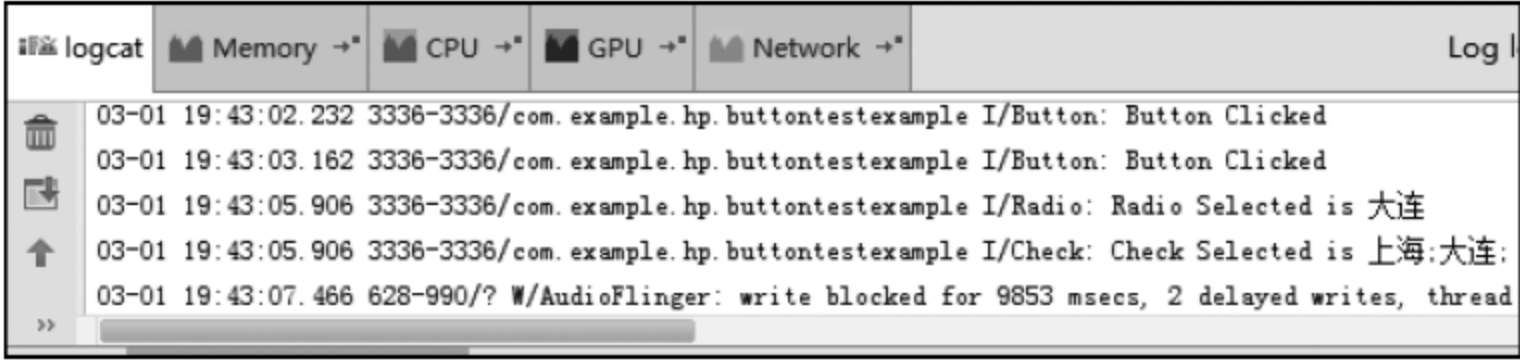 logcat Memory CPU GPU Network Log
03-01 19:43:02.232 3336-3336/com.example.hp.buttontestexample I/Button: Button Clicked
03-01 19:43:03.162 3336-3336/com.example.hp.buttontestexample I/Button: Button Clicked
03-01 19:43:05.906 3336-3336/com.example.hp.buttontestexample I/Radio: Radio Selected is 大连
03-01 19:43:05.906 3336-3336/com.example.hp.buttontestexample I/Check: Check Selected is 上海;大连;
03-01 19:43:07.466 628-990/? W/AudioFlinger: write blocked for 9853 msecs, 2 delayed writes, thread